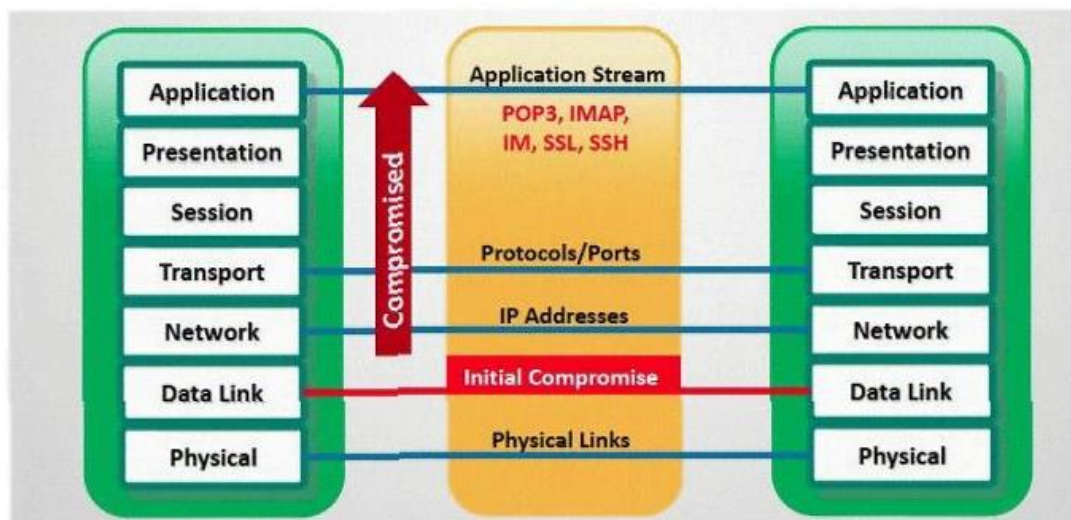 Application
Presentation
Session
Transport
Network
Data Link
Physical
Compromised
Application Stream
POP3, IMAP,
IM, SSL, SSH
Protocols/Ports
IP Addresses
Initial Compromise
Physical Links
Application
Presentation
Session
Transport
Network
Data Link
Physical